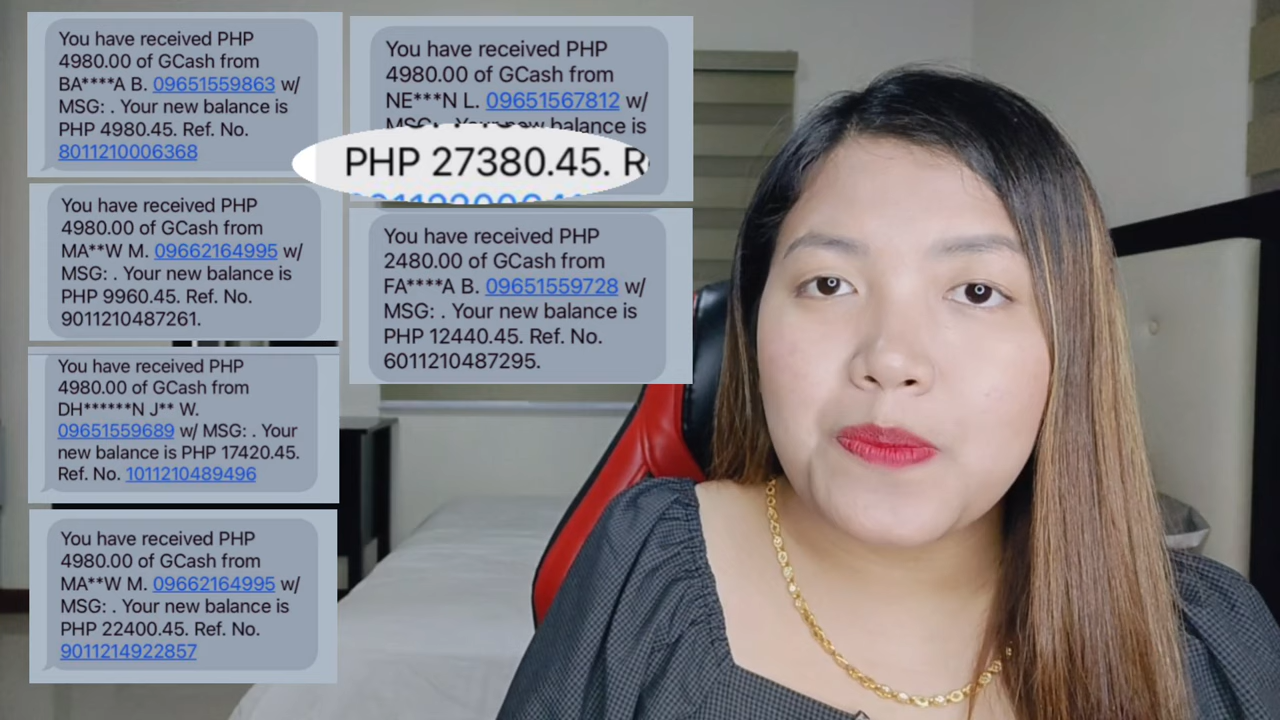 You have received PHP
4980.00 of GCash from
BA****A B. 09651559863 w/
MSG: . Your new balance is
PHP 4980.45. Ref. No.
8011210006368
You have received PHP
4980.00 of GCash from
MA**W M. 09662164995 w/
MSG: . Your new balance is
PHP 9960.45. Ref. No.
9011210487261.
You have received PHP
4980.00 of GCash from
DH******N J** W.
09651559689 w/ MSG: . Your
new balance is PHP 17420.45.
Ref. No. 1011210489496
You have received PHP
4980.00 of GCash from
MA**W M. 09662164995 w/
MSG: . Your new balance is
PHP 22400.45. Ref. No.
9011214922857
You have received PHP
4980.00 of GCash from
NE***N L. 09651567812 w/
MSG: . Your new balance is
PHP 27380.45. R
You have received PHP
2480.00 of GCash from
FA****A B. 09651559728 w/
MSG: . Your new balance is
PHP 12440.45. Ref. No.
6011210487295.